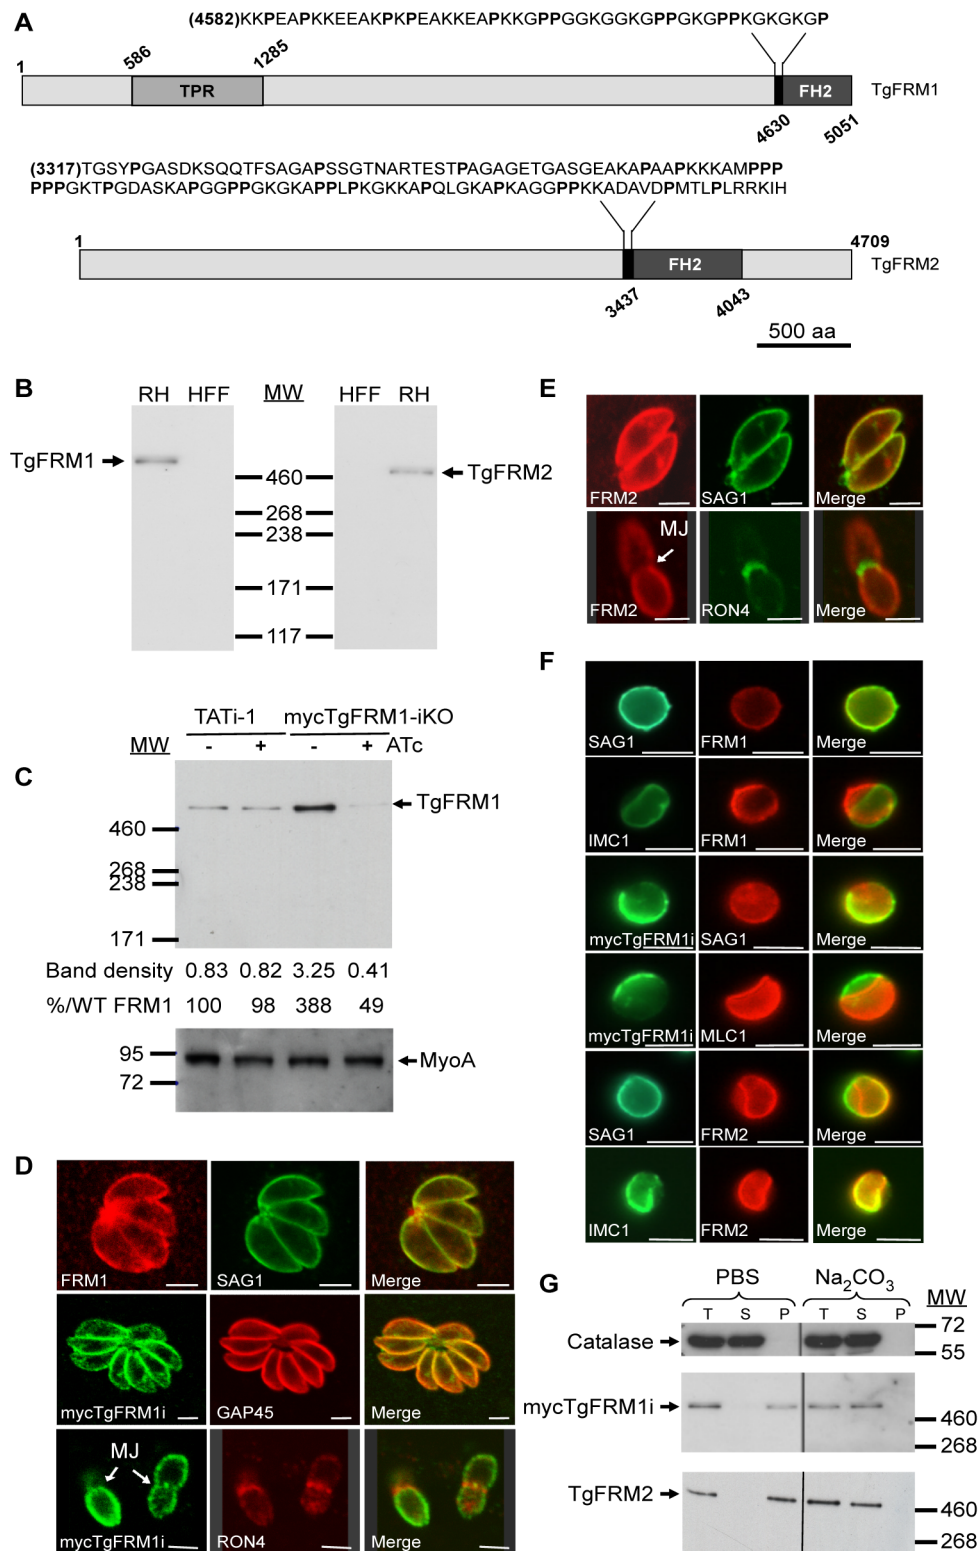 A
(4582)KKPEAPKKEEAKPKPEAKKEAPKKGPPGGKGGKGPPGKGPPKGKGKGP
1
586
1285
TPR
FH2
TgFRM1
4630
5051
(3317)TGSYPGASDKSQQTFSAGAPSSGTNARTESTPAGAGETGASGEAKAPAAPKKKAMPPP
PPPGKTPGDASKAPGGPPGKGKAPPLPKGKKAPQLGKAPKAGGPPKKADAVDPMTLPLRRKIH
1
4709
FH2
TgFRM2
3437
4043
500 aa
B
RH HFF MW HFF RH
TgFRM1
TgFRM2
460
268
238
171
117
C
TATi-1 mycTgFRM1-iKO
MW - + - + ATc
TgFRM1
460
268
238
171
Band density 0.83 0.82 3.25 0.41
%/WT FRM1 100 98 388 49
95
72
MyoA
D
FRM1 SAG1 Merge
mycTgFRM1i GAP45 Merge
MJ
mycTgFRM1i RON4 Merge
E
FRM2 SAG1 Merge
MJ
FRM2 RON4 Merge
F
SAG1 FRM1 Merge
IMC1 FRM1 Merge
mycTgFRM1i SAG1 Merge
mycTgFRM1i MLC1 Merge
SAG1 FRM2 Merge
IMC1 FRM2 Merge
G
PBS Na2CO3
MW
T S P T S P
Catalase
72
55
mycTgFRM1i
460
268
TgFRM2
460
268